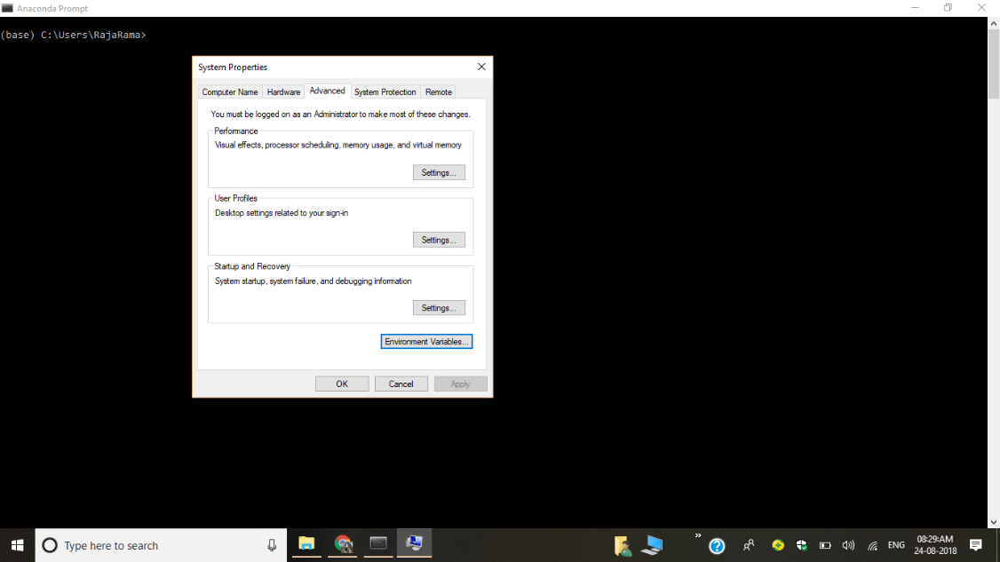 Anaconda Prompt
(base) C:\Users\RajaRama>
System Properties
Computer Name Hardware Advanced System Protection Remote
You must be logged on as an Administrator to make most of these changes.
Performance
Visual effects, processor scheduling, memory usage, and virtual memory
Settings...
User Profiles
Desktop settings related to your sign-in
Settings...
Startup and Recovery
System startup, system failure, and debugging information
Settings...
Environment Variables...
OK Cancel Apply
Type here to search
ENG
08:29:AM
24-08-2018